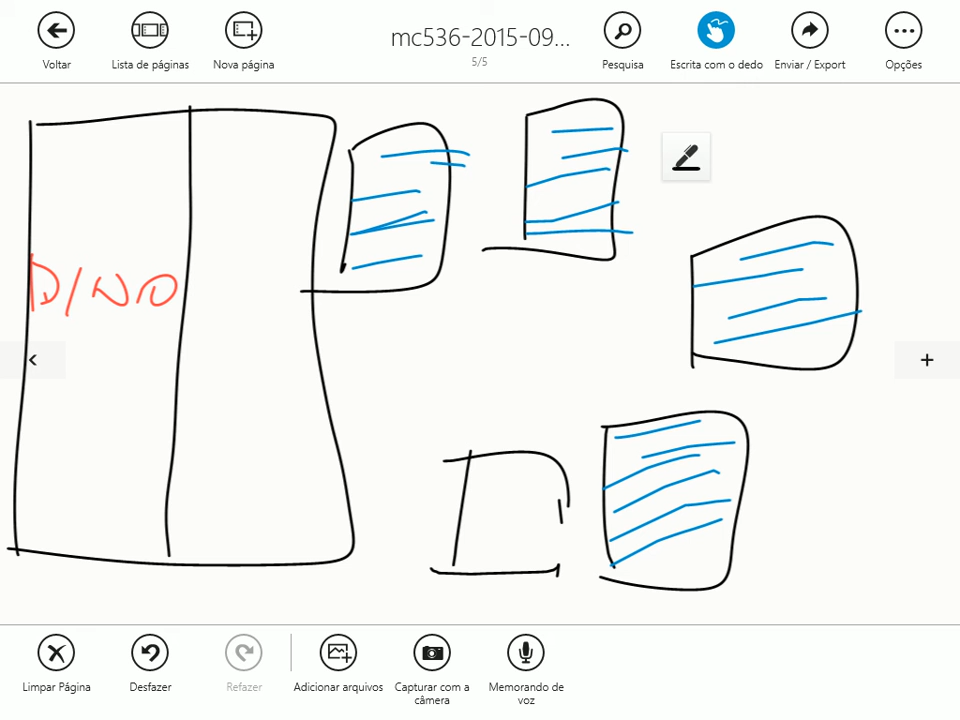 Voltar
Lista de páginas
Nova página
mc536-2015-09...
5/5
Pesquisa
Escrita com o dedo
Enviar / Export
Opções
Limpar Página
Desfazer
Refazer
Adicionar arquivos
Capturar com a
câmera
Memorando de
voz